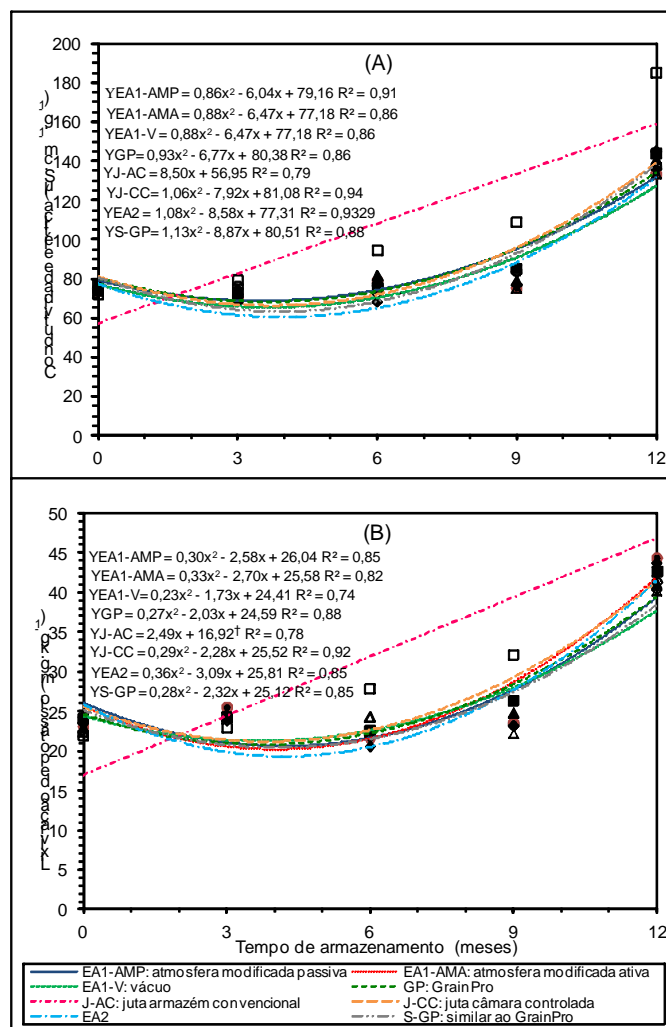 200
180
160
140
120
100
80
60
40
20
0
(A)
YEA1-AMP = 0,86x² - 6,04x + 79,16 R² = 0,91
YEA1-AMA = 0,88x² - 6,47x + 77,18 R² = 0,86
YEA1-V = 0,88x² - 6,47x + 77,18 R² = 0,86
YGP = 0,93x² - 6,77x + 80,38 R² = 0,86
YJ-AC = 8,50x + 56,95 R² = 0,79
YJ-CC = 1,06x² - 7,92x + 81,08 R² = 0,94
YEA2 = 1,08x² - 8,58x + 77,31 R² = 0,9329
YS-GP = 1,13x² - 8,87x + 80,51 R² = 0,88
0 3 6 9 12
50
45
40
35
30
25
20
15
10
5
0
(B)
YEA1-AMP = 0,30x² - 2,58x + 26,04 R² = 0,85
YEA1-AMA = 0,33x² - 2,70x + 25,58 R² = 0,82
YEA1-V = 0,23x² - 1,73x + 24,41 R² = 0,74
YGP = 0,27x² - 2,03x + 24,59 R² = 0,88
YJ-AC = 2,49x + 16,92† R² = 0,78
YJ-CC = 0,29x² - 2,28x + 25,52 R² = 0,92
YEA2 = 0,36x² - 3,09x + 25,81 R² = 0,85
YS-GP = 0,28x² - 2,32x + 25,12 R² = 0,85
0 3 6 9 12
Tempo de armazenamento (meses)
EA1-AMP: atmosfera modificada passiva EA1-AMA: atmosfera modificada ativa
EA1-V: vácuo GP: GrainPro
J-AC: juta armazém convencional J-CC: juta câmara controlada
EA2 S-GP: similar ao GrainPro